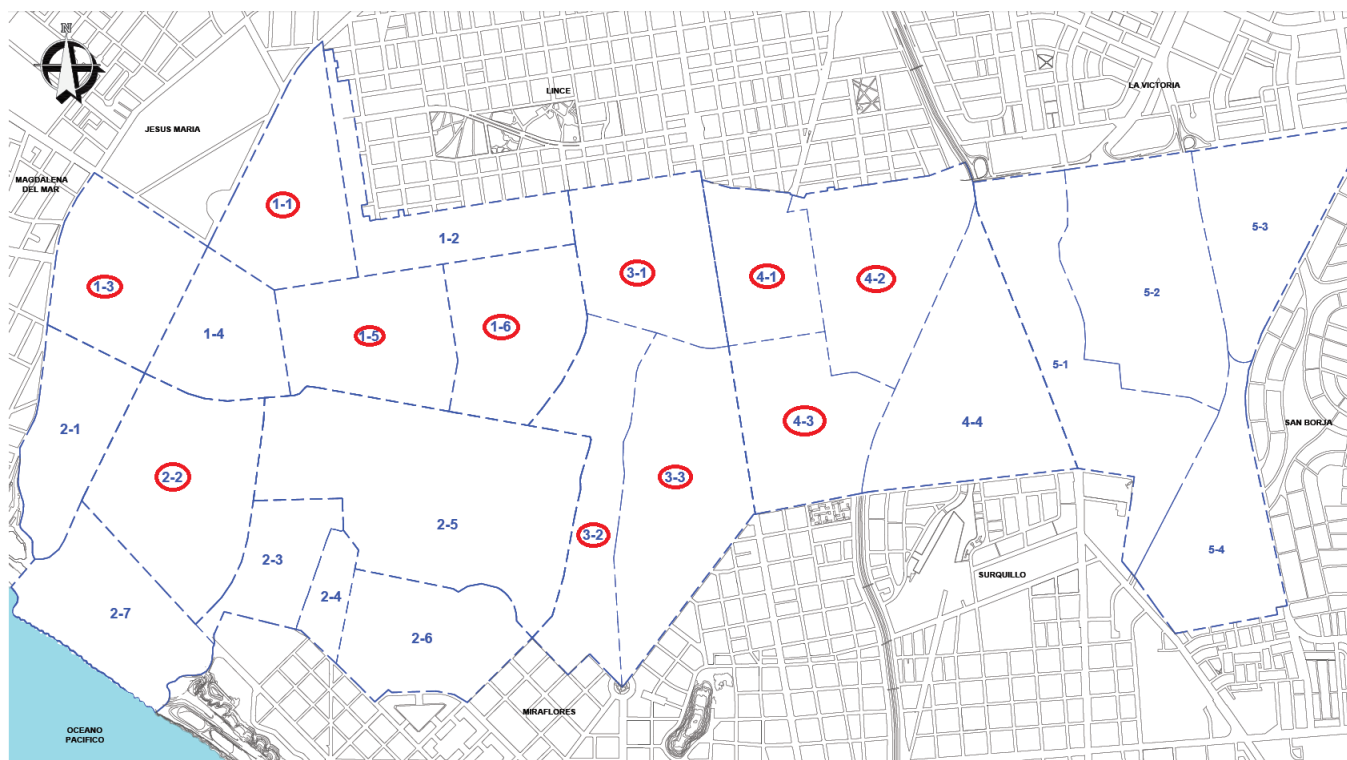 N
LINCE
LA VICTORIA
JESUS MARIA
MAGDALENA
DEL MAR
1-1
5-3
1-2
3-1
4-1
4-2
1-3
5-2
1-6
1-4
1-5
5-1
4-3
4-4
SAN BORJA
2-1
2-2
3-3
2-5
3-2
2-3
5-4
SURQUILLO
2-4
2-7
2-6
MIRAFLORES
OCEANO
PACIFICO